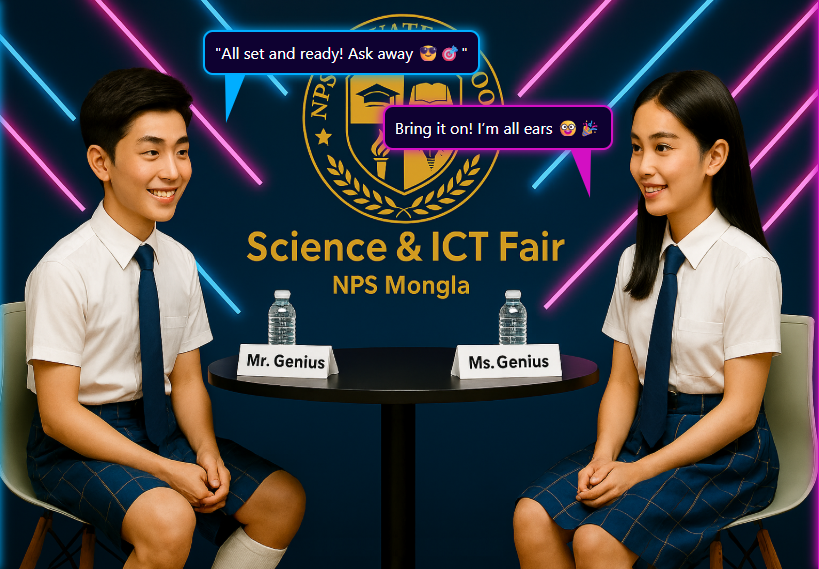 "All set and ready! Ask away 😎 🎯"
Bring it on! I'm all ears 🤓 🎉
NPS
Science & ICT Fair
NPS Mongla
Mr. Genius
Ms. Genius